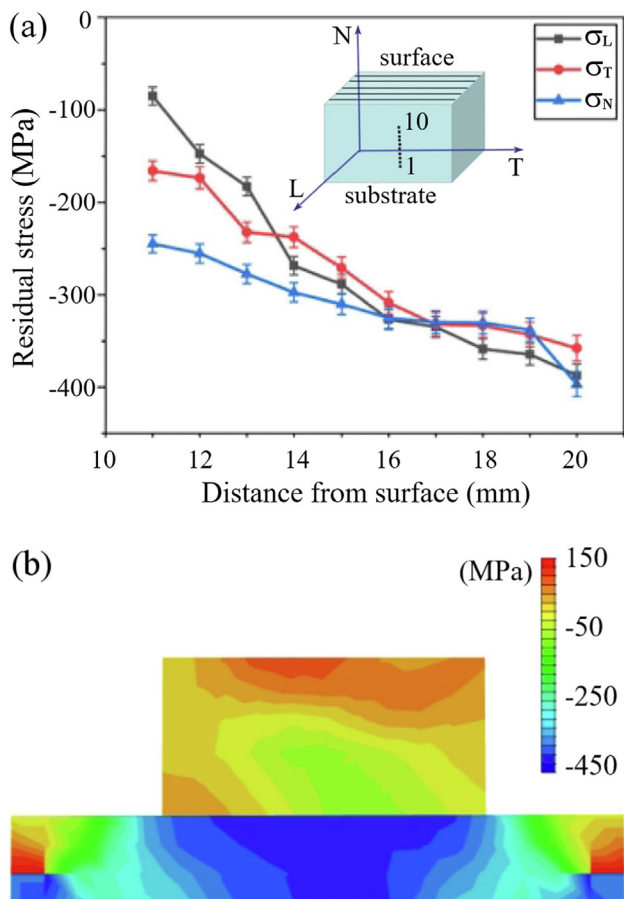 (a)
0
-100
-200
-300
-400
Residual stress (MPa)
10
12
14
16
18
20
Distance from surface (mm)
N
surface
10
1
L
T
substrate
σL
σT
σN
(b)
(MPa)
150
-50
-250
-450